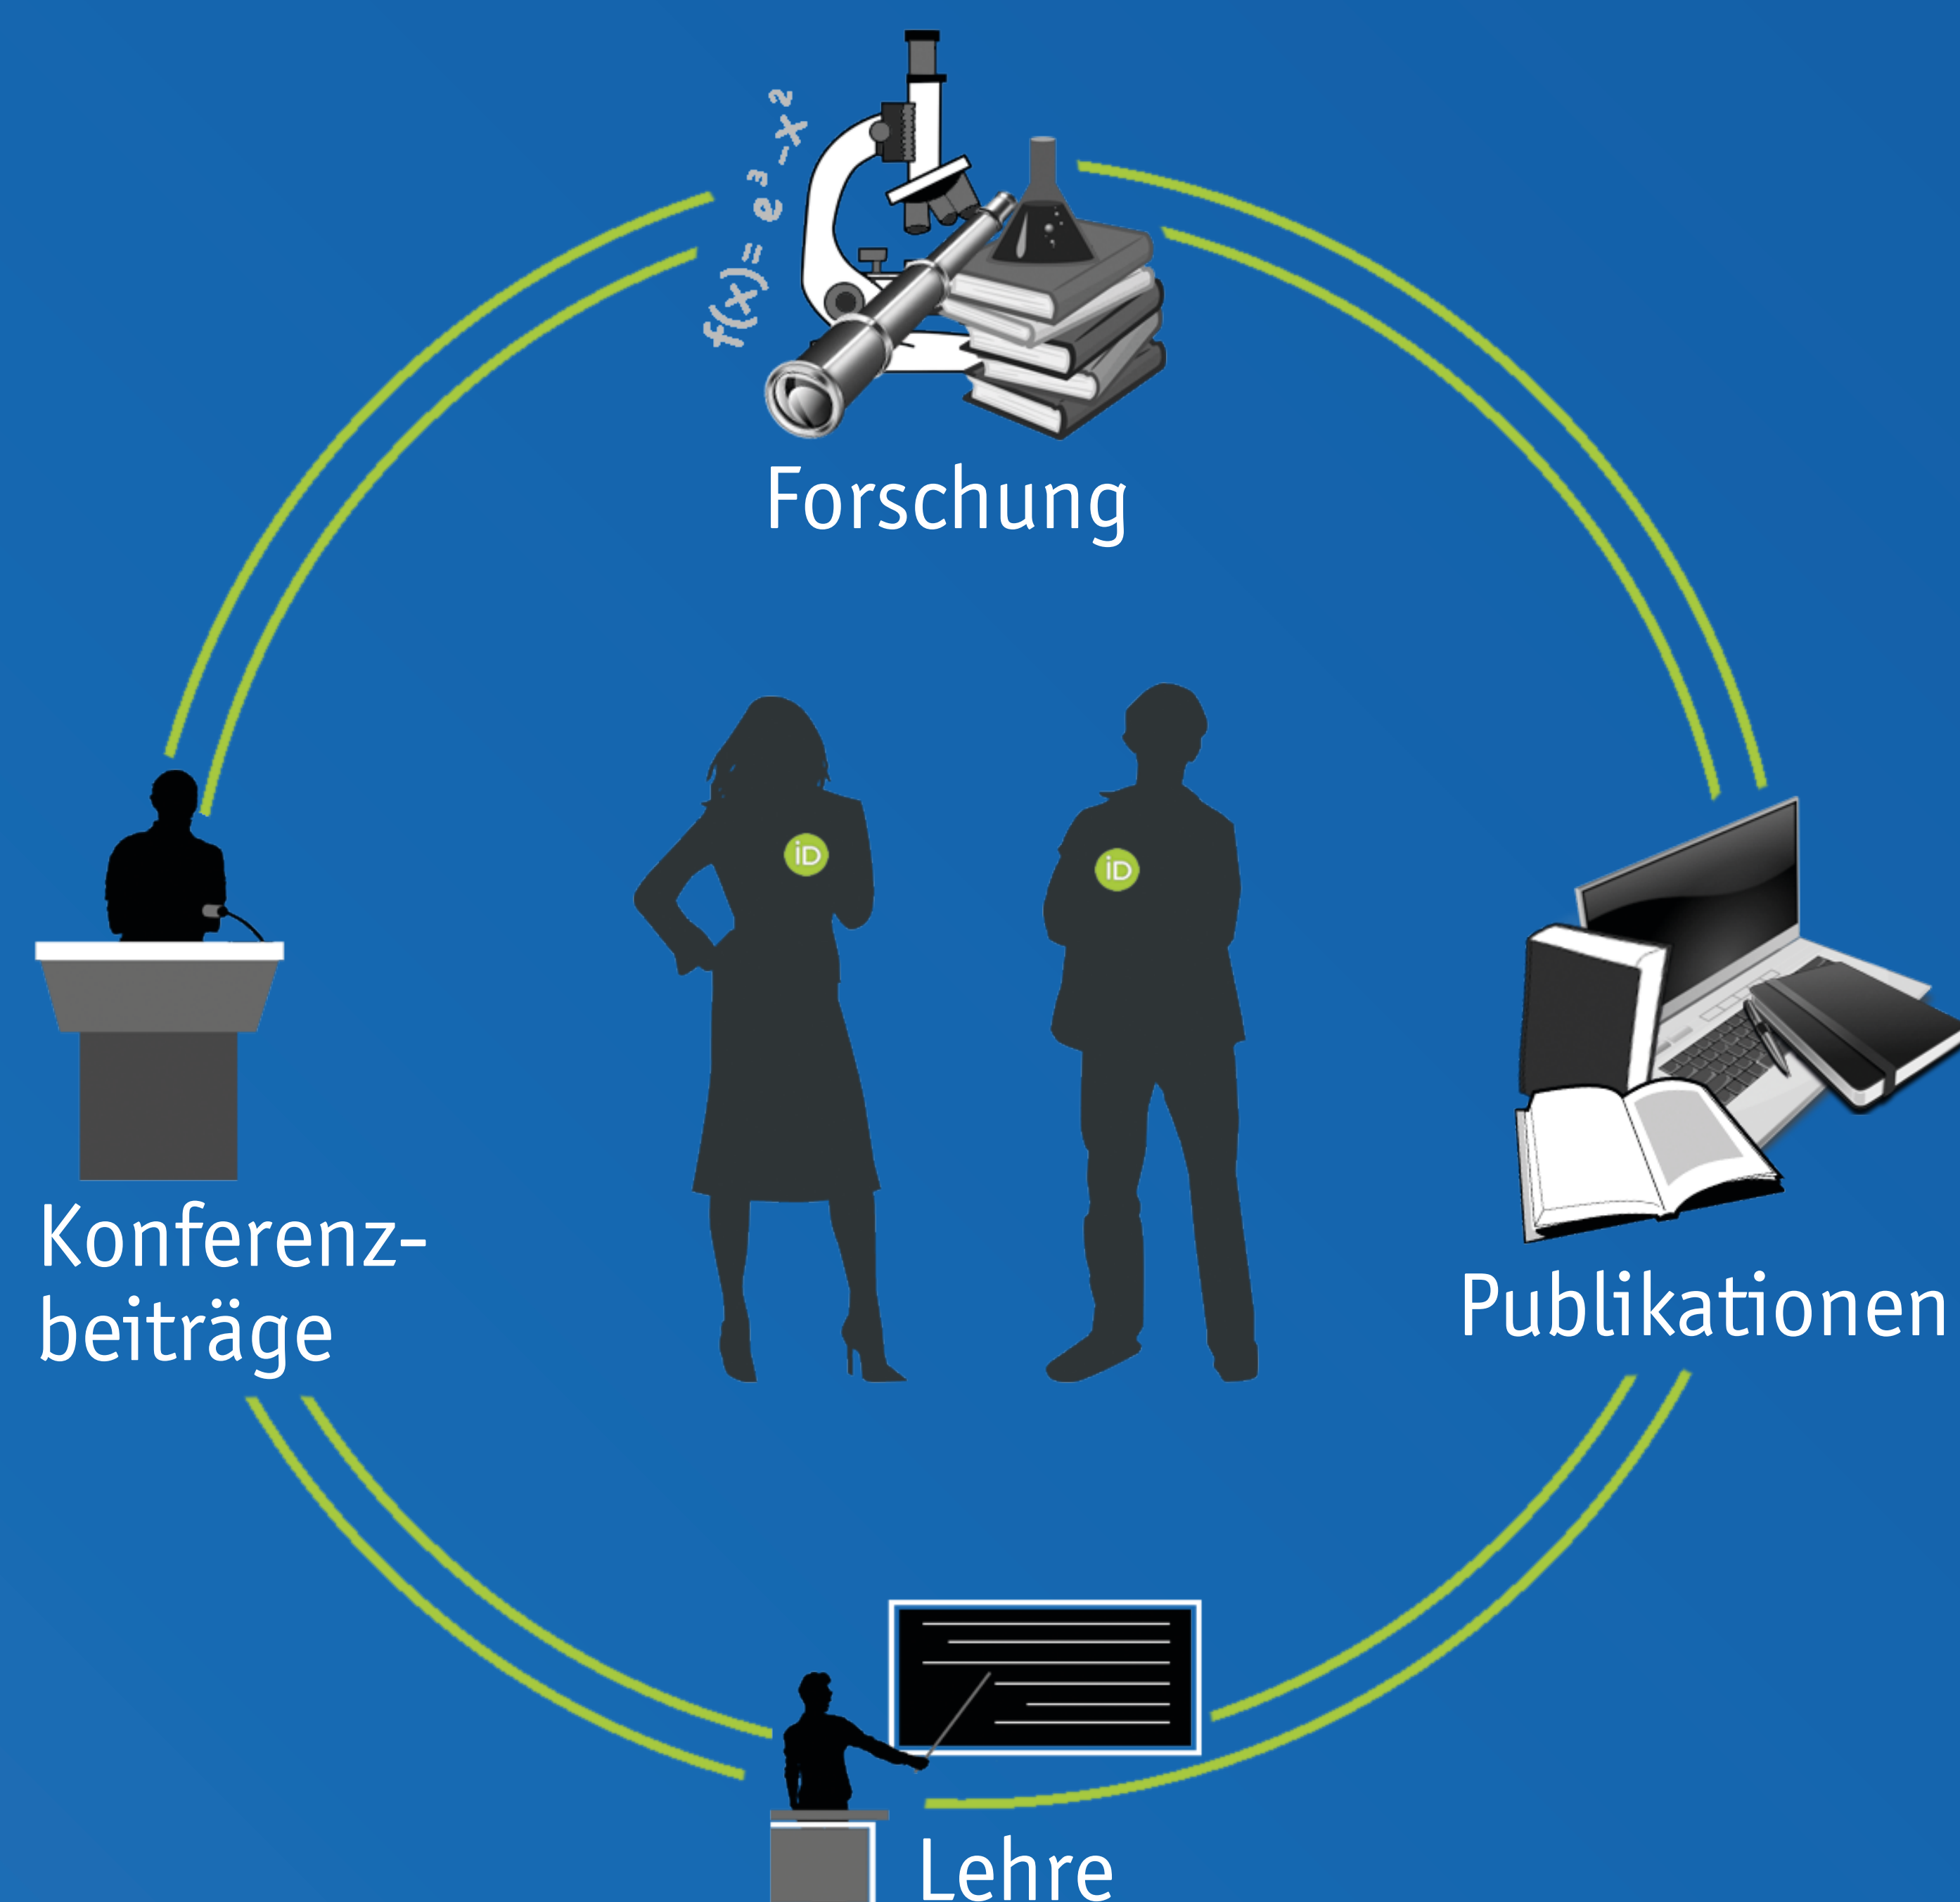 f(x) = e³ -x²
Forschung
iD
iD
Konferenz-
beiträge
Publikationen
Lehre